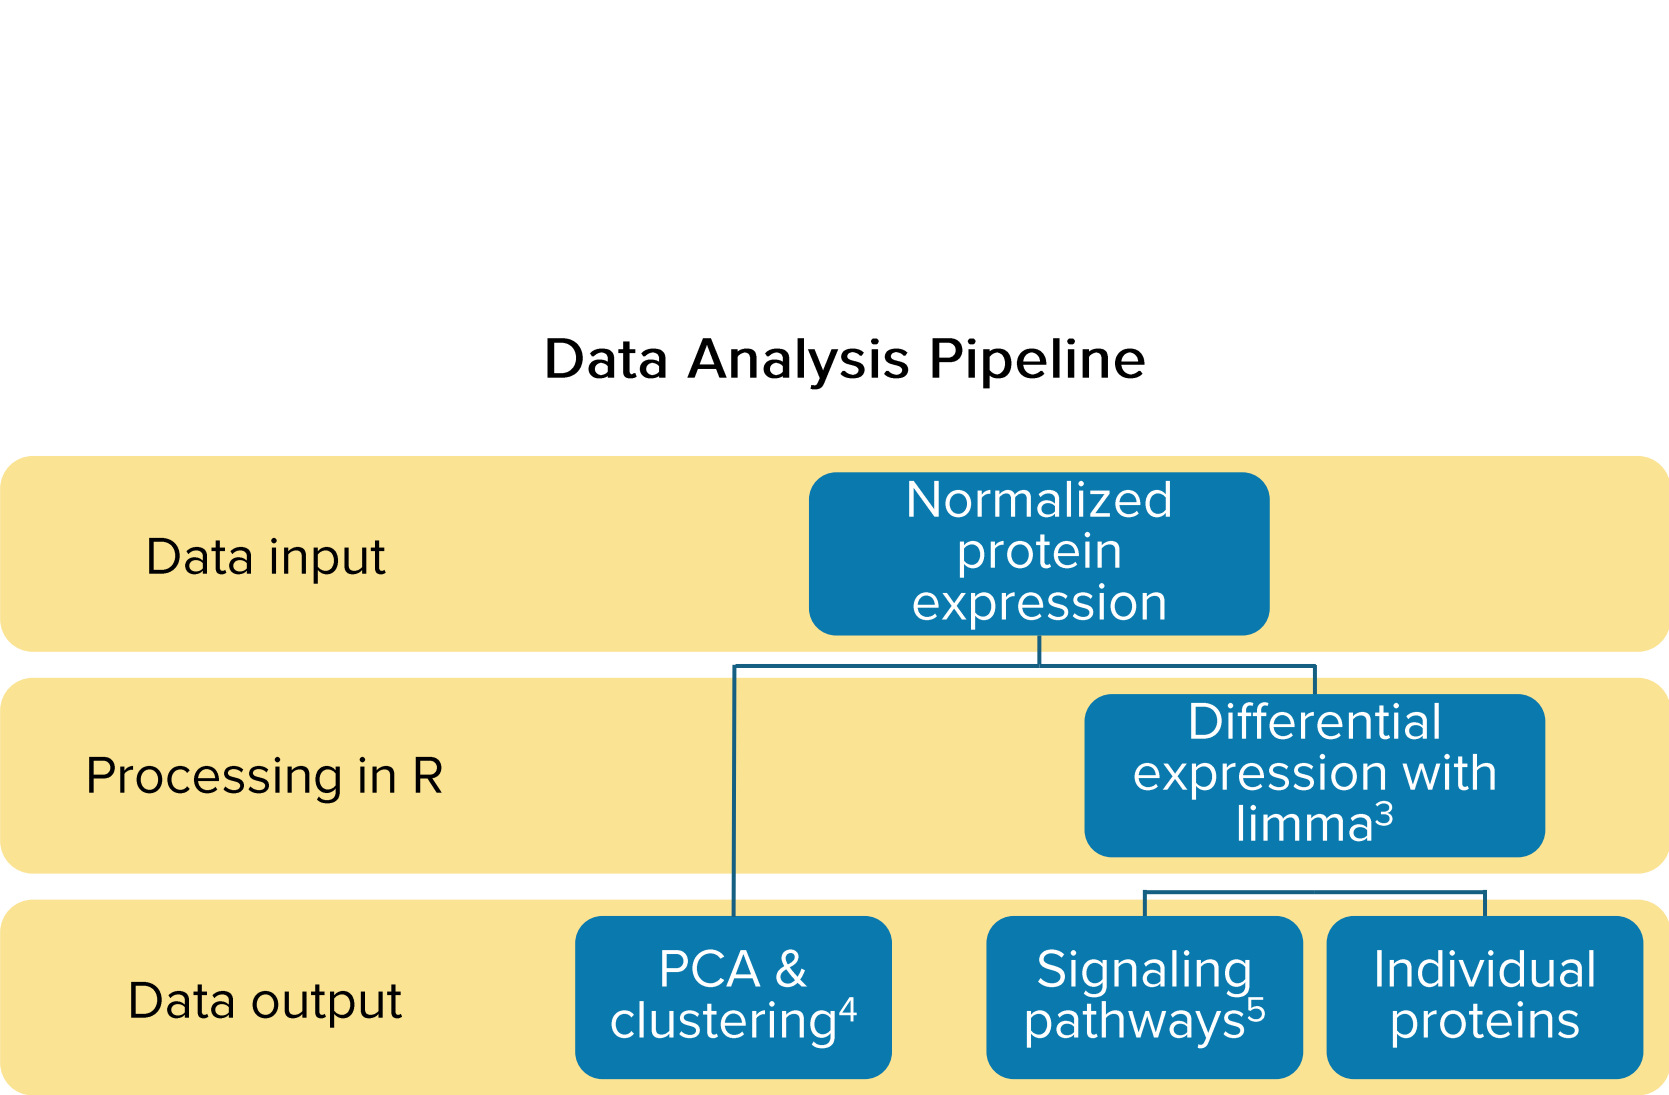 Data Analysis Pipeline
Data input
Normalized
protein
expression
Processing in R
Differential
expression with
limma³
Data output
PCA &
clustering⁴
Signaling
pathways⁵
Individual
proteins